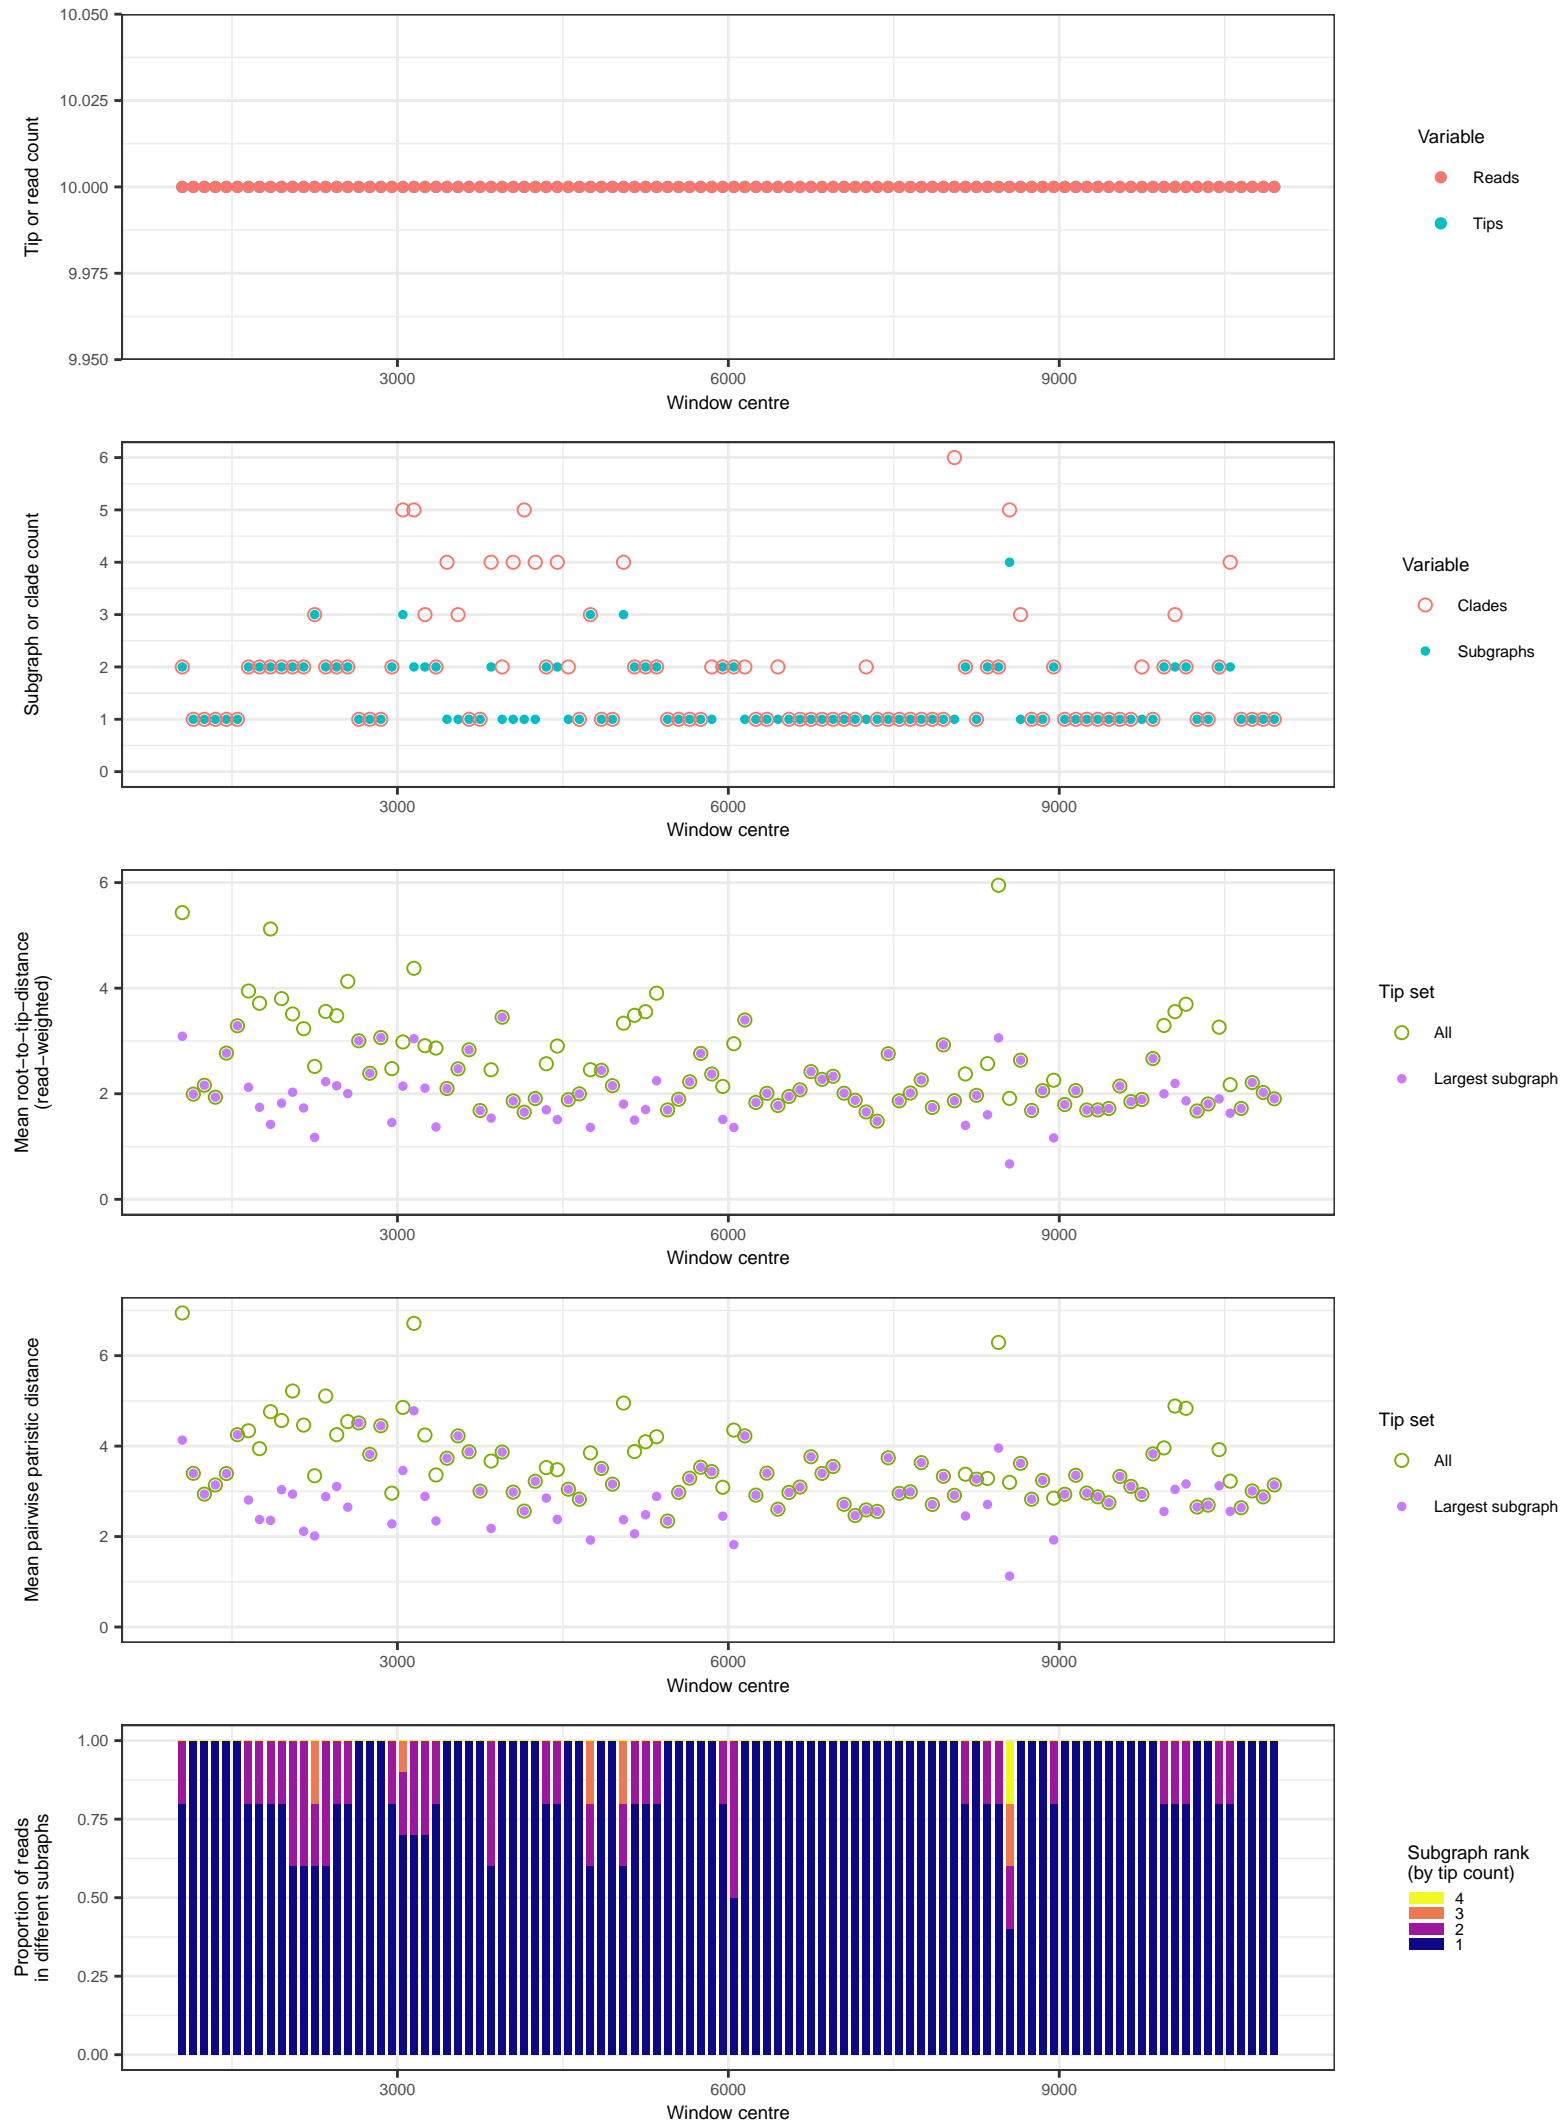 10.050
10.025
10.000
9.975
9.950
Tip or read count
3000 6000 9000
Window centre
Variable
Reads
Tips
6
5
4
3
2
1
0
Subgraph or clade count
3000 6000 9000
Window centre
Variable
Clades
Subgraphs
6
4
2
0
Mean root−to−tip−distance
(read−weighted)
3000 6000 9000
Window centre
Tip set
All
Largest subgraph
6
4
2
0
Mean pairwise patristic distance
3000 6000 9000
Window centre
Tip set
All
Largest subgraph
1.00
0.75
0.50
0.25
0.00
Proportion of reads
in different subraphs
3000 6000 9000
Window centre
Subgraph rank
(by tip count)
4
3
2
1